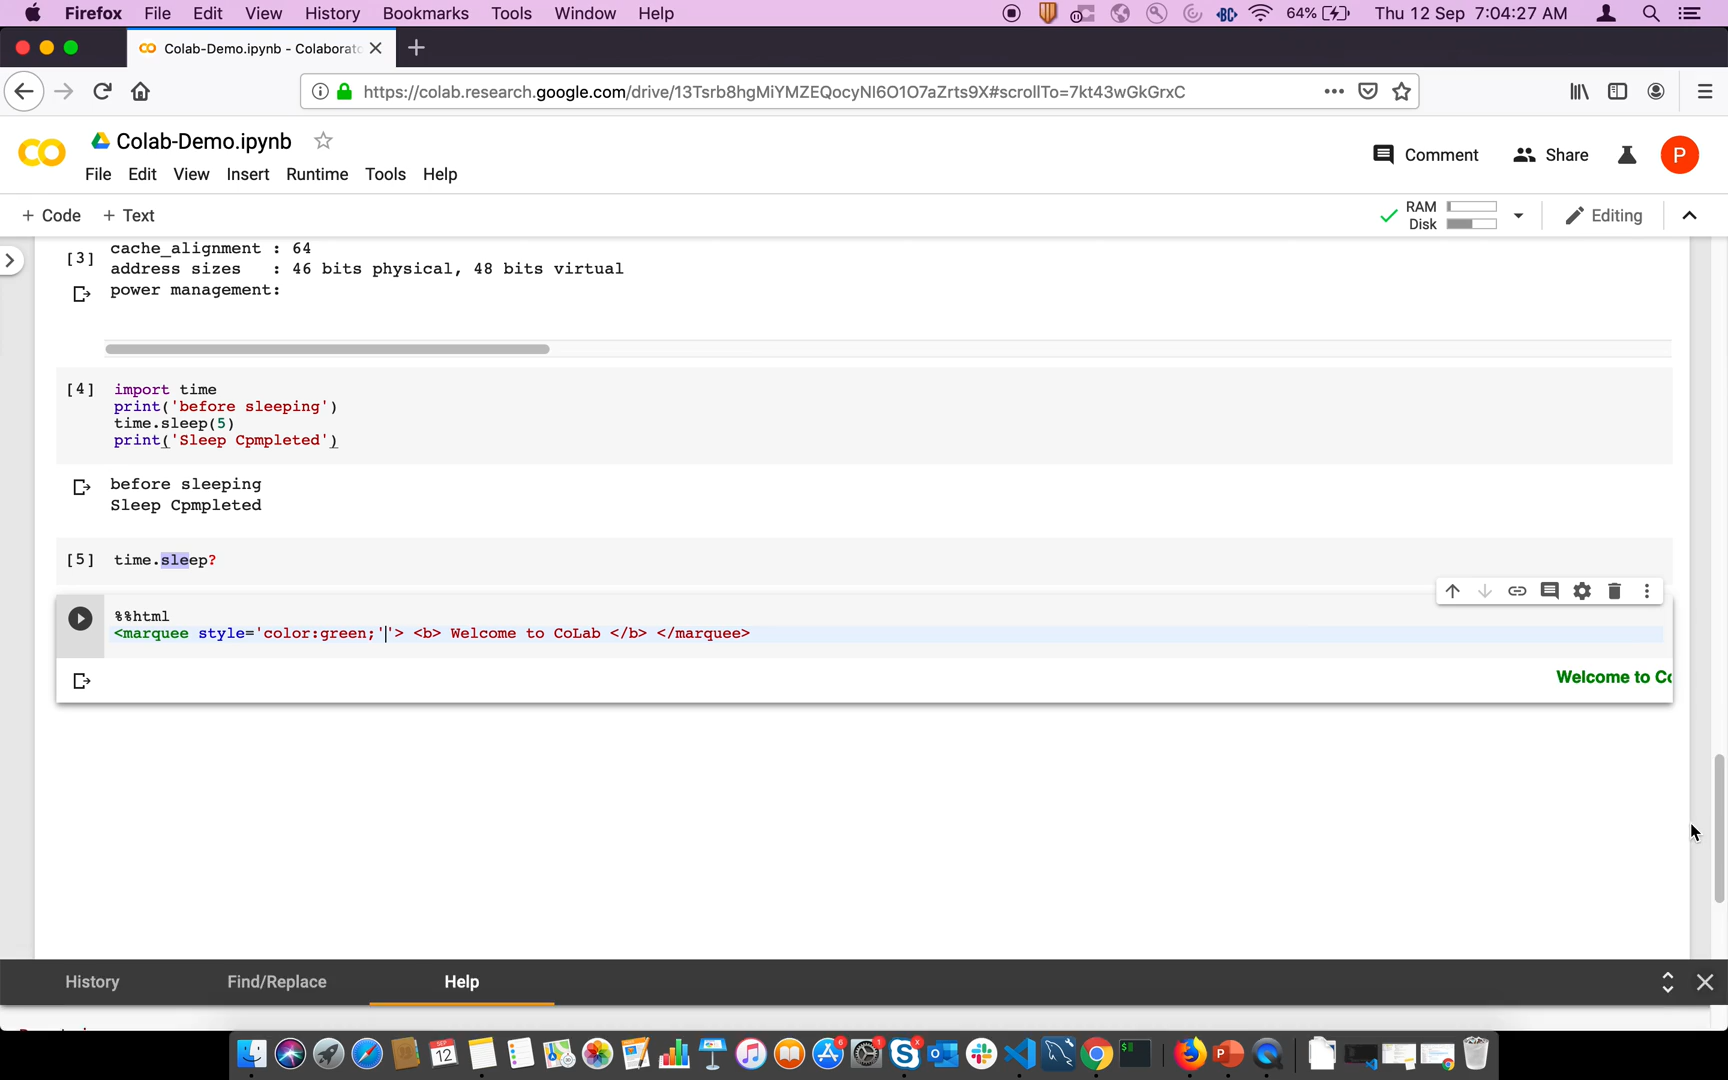 Firefox File Edit View History Bookmarks Tools Window Help 64% Thu 12 Sep 7:04:27 AM
Colab-Demo.ipynb - Colaborato
https://colab.research.google.com/drive/13Tsrb8hgMiYMZEQocyNl6O1O7aZrts9X#scrollTo=7kt43wGkGrxC
Colab-Demo.ipynb
Comment Share P
File Edit View Insert Runtime Tools Help
+ Code + Text RAM Disk Editing
cache_alignment : 64
[3] address sizes : 46 bits physical, 48 bits virtual
power management:
[4] import time
print('before sleeping')
time.sleep(5)
print('Sleep Cpmpleted')
before sleeping
Sleep Cpmpleted
[5] time.sleep?
%%html
<marquee style='color:green;''> <b> Welcome to CoLab </b> </marquee>
Welcome to Co
History Find/Replace Help